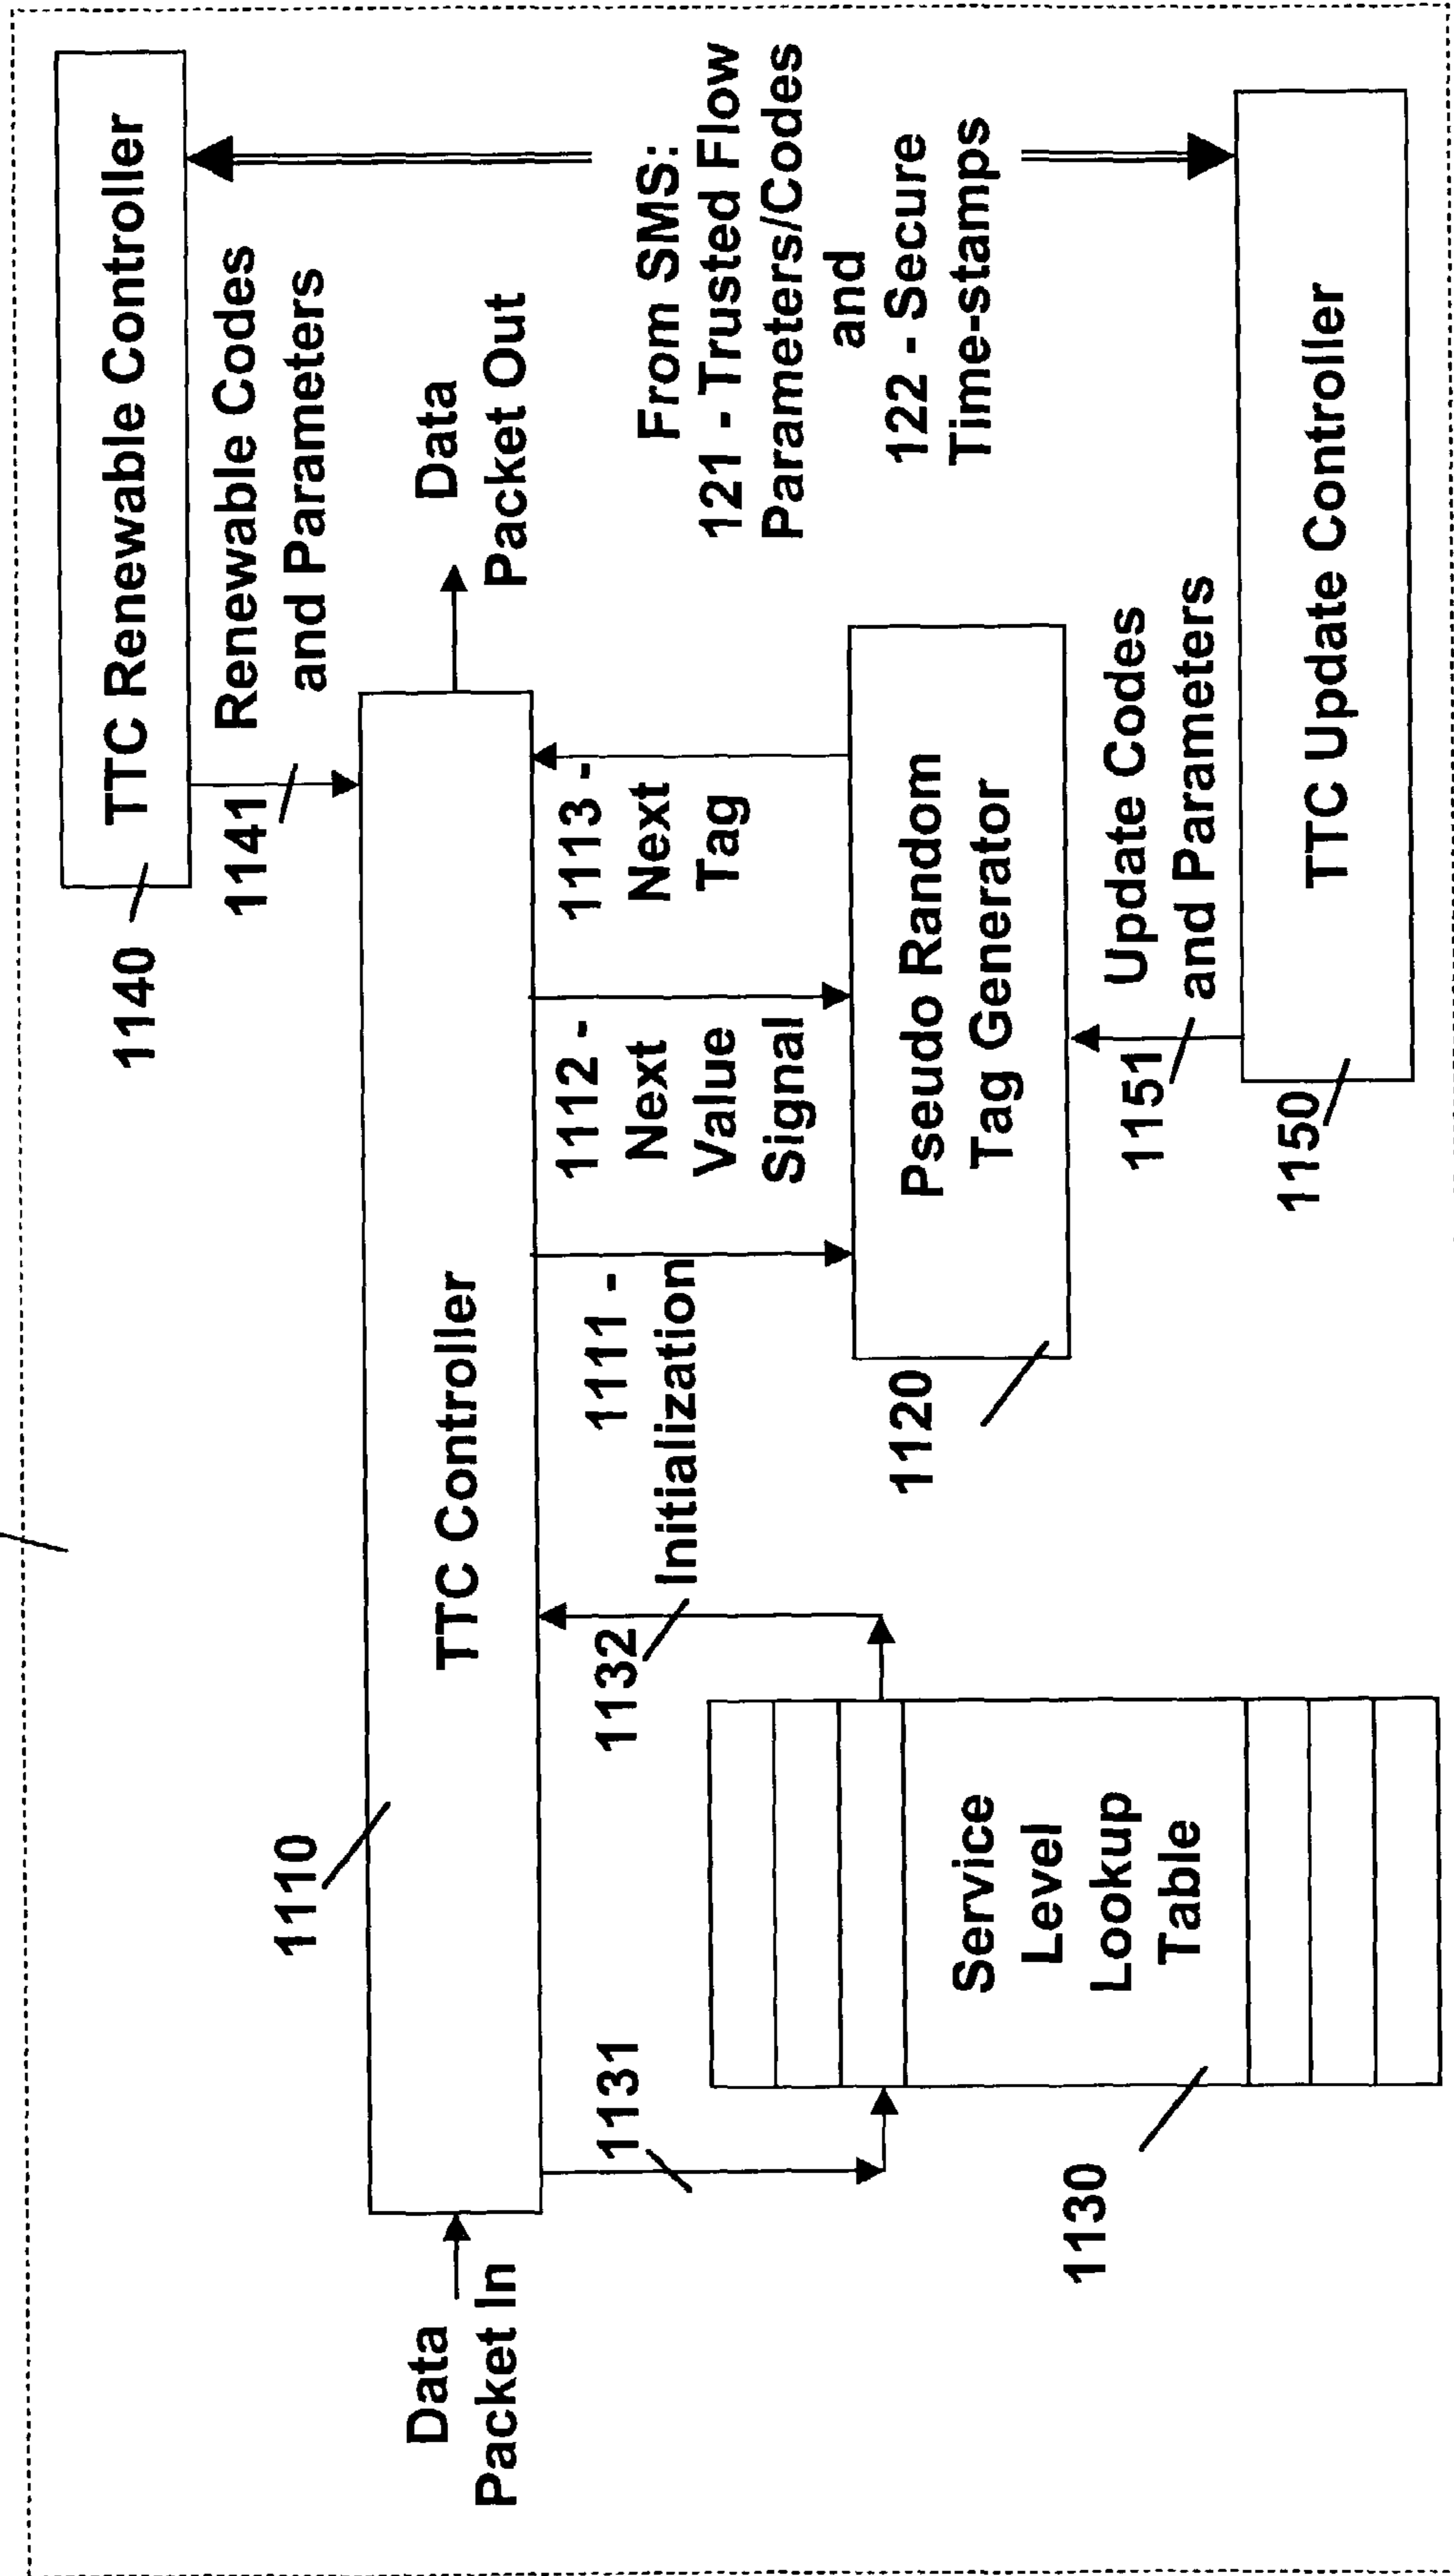 1140
TTC Renewable Controller
1141
Renewable Codes
and Parameters
1110
Data
Packet In
TTC Controller
Data
Packet Out
1131
1132
1111 -
Initialization
1112 -
Next
Value
Signal
1113 -
Next
Tag
From SMS:
121 - Trusted Flow
Parameters/Codes
and
122 - Secure
Time-stamps
1130
Service
Level
Lookup
Table
1120
Pseudo Random
Tag Generator
1151
Update Codes
and Parameters
1150
TTC Update Controller